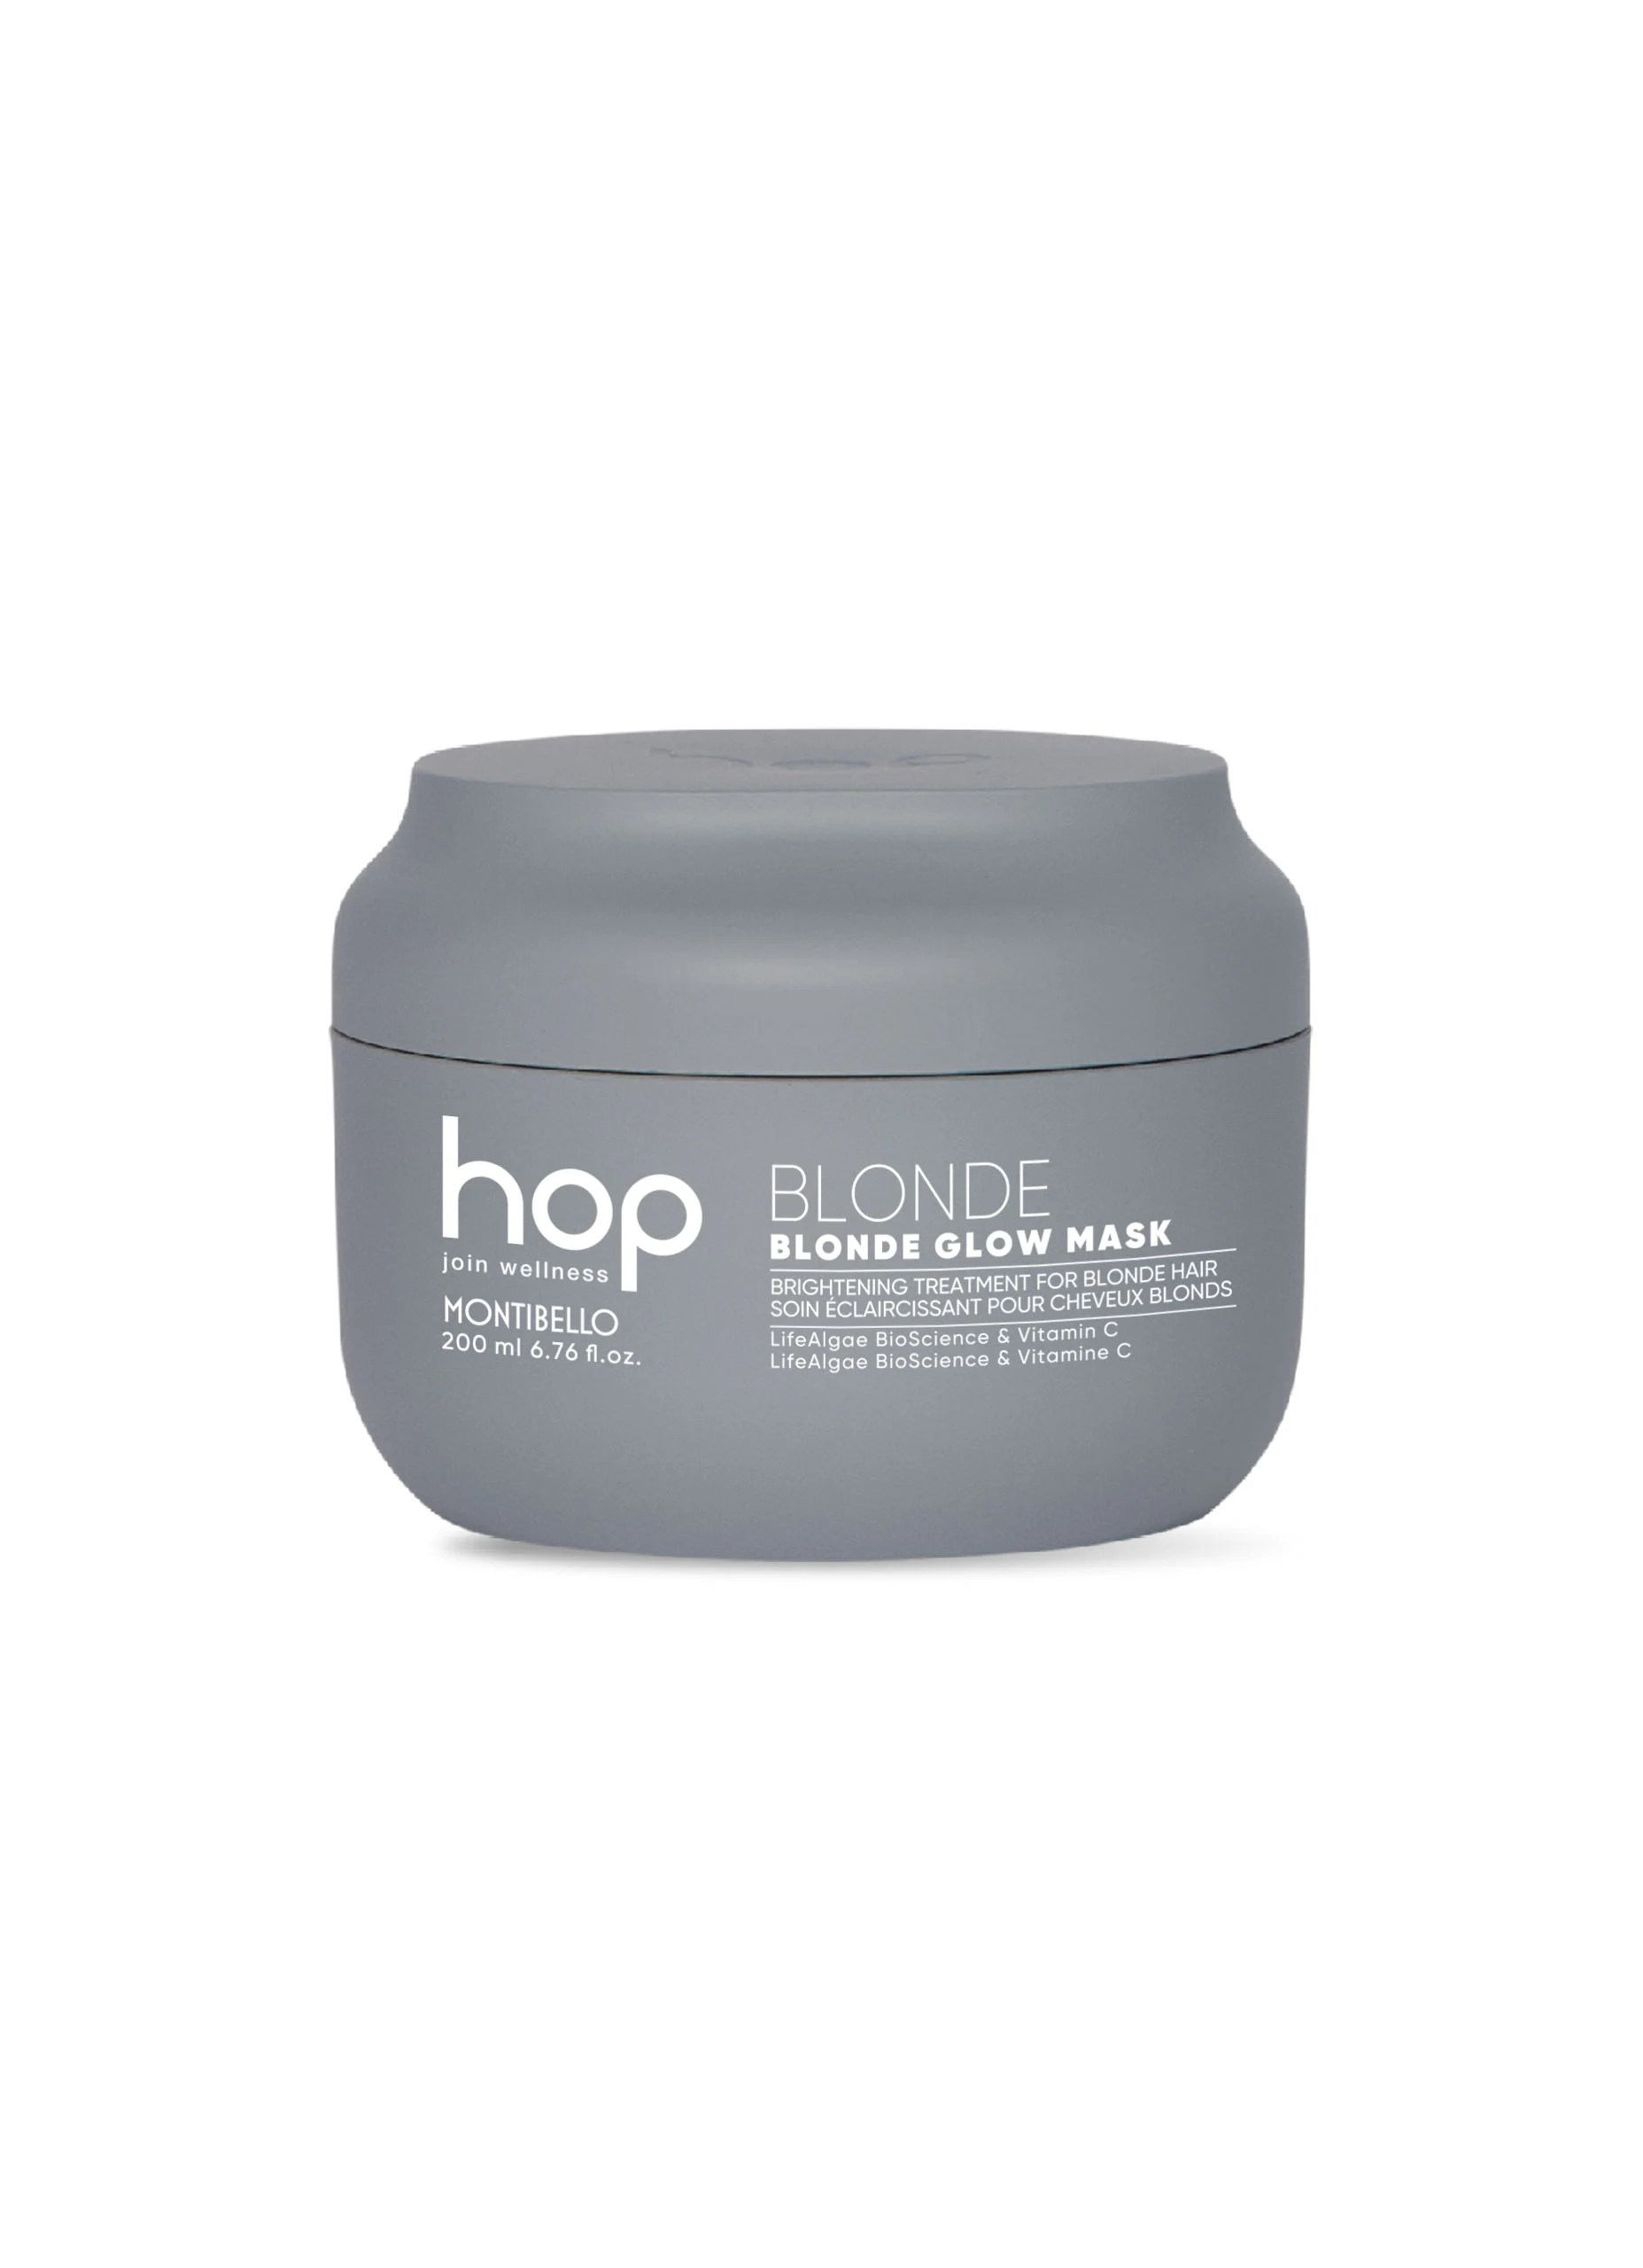 hop
hop
join wellness
MONTIBELLO
200 ml 6.76 fl.oz.
BLONDE
BLONDE GLOW MASK
BRIGHTENING TREATMENT FOR BLONDE HAIR
SOIN ÉCLAIRCISSANT POUR CHEVEUX BLONDS
LifeAlgae BioScience & Vitamin C
LifeAlgae BioScience & Vitamine C